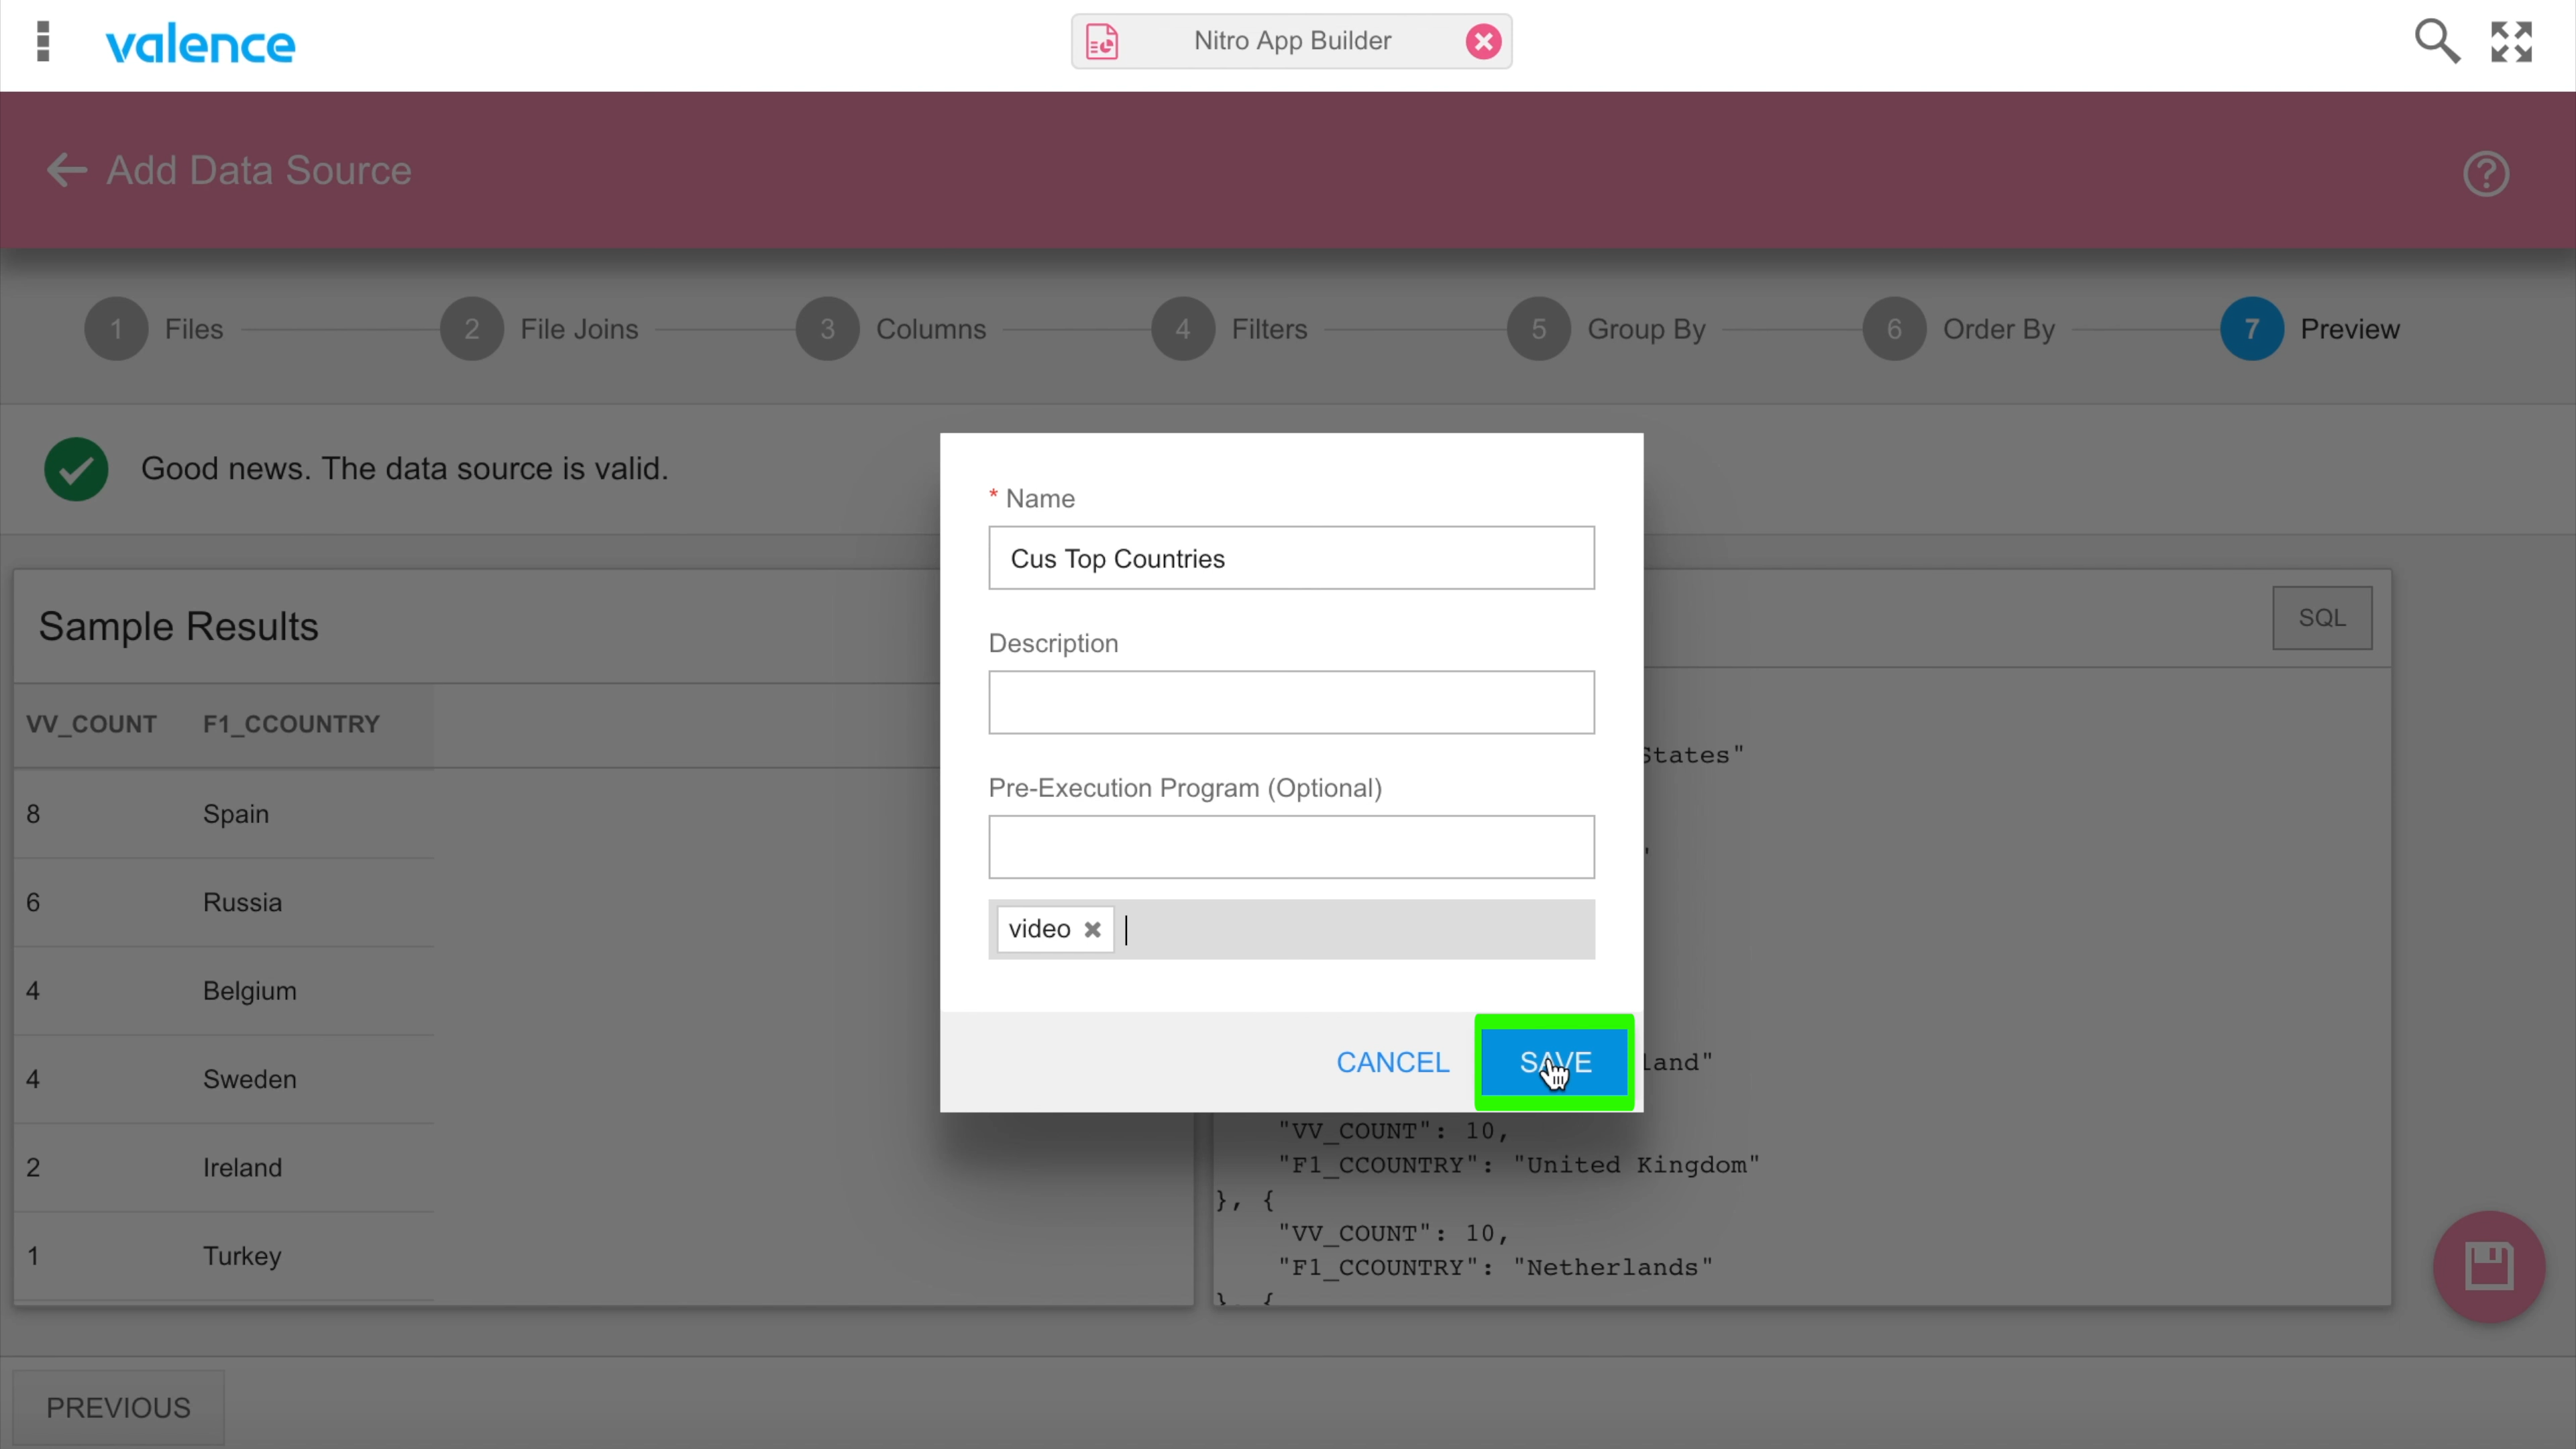 valence
Nitro App Builder
Add Data Source
1 Files
2 File Joins
3 Columns
4 Filters
5 Group By
6 Order By
7 Preview
Good news. The data source is valid.
* Name
Cus Top Countries
Description
Pre-Execution Program (Optional)
video
CANCEL
SAVE
Sample Results
VV_COUNT F1_CCOUNTRY
8 Spain
6 Russia
4 Belgium
4 Sweden
2 Ireland
1 Turkey
SQL
States"
land"
"VV_COUNT": 10,
"F1_CCOUNTRY": "United Kingdom"
}, {
"VV_COUNT": 10,
"F1_CCOUNTRY": "Netherlands"
}, {
PREVIOUS